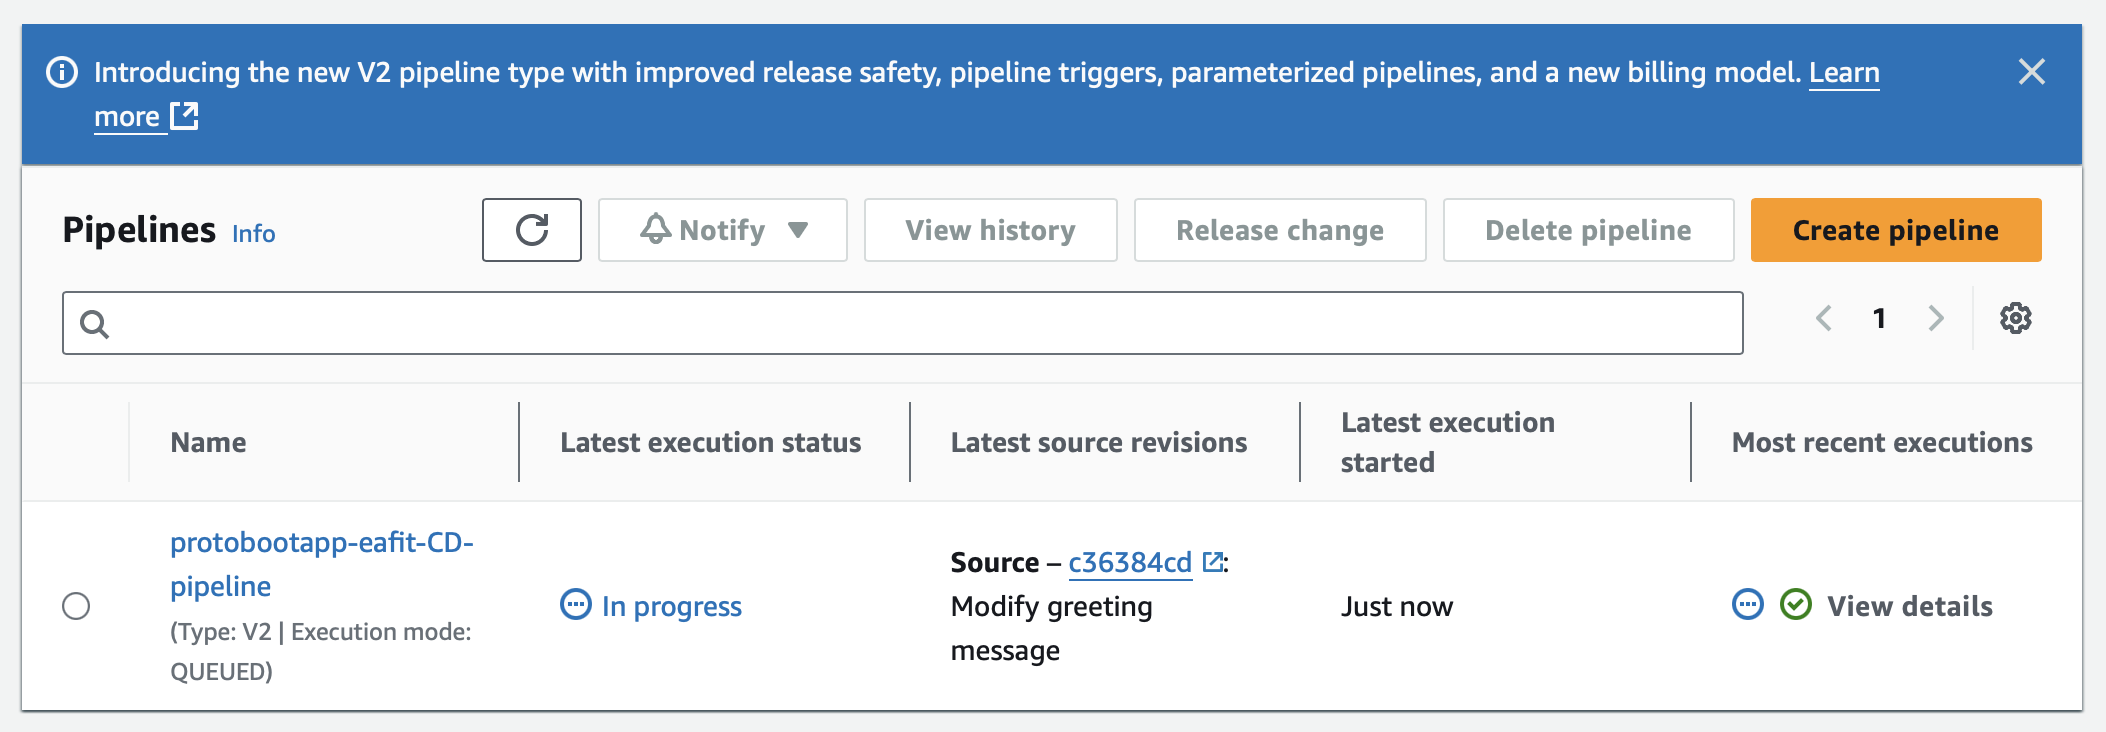 Introducing the new V2 pipeline type with improved release safety, pipeline triggers, parameterized pipelines, and a new billing model. Learn
more
Pipelines Info
Notify
View history
Release change
Delete pipeline
Create pipeline
1
Name
Latest execution status
Latest source revisions
Latest execution
started
Most recent executions
protobootapp-eafit-CD-
pipeline
(Type: V2 | Execution mode:
QUEUED)
In progress
Source – c36384cd :
Modify greeting
message
Just now
View details